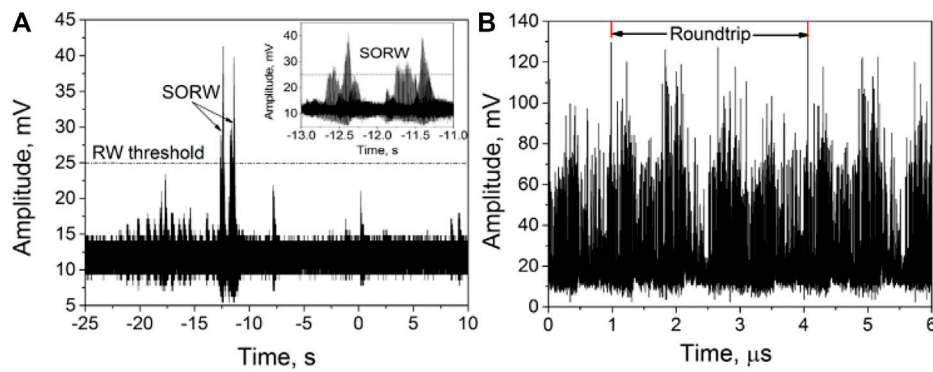 A
Amplitude, mV
45
40
35
30
25
20
15
10
5
SORW
RW threshold
-25 -20 -15 -10 -5 0 5 10
Time, s
Amplitude, mV
40
30
20
10
SORW
-13.0 -12.5 -12.0 -11.5 -11.0
Time, s
B
Amplitude, mV
140
120
100
80
60
40
20
0
Roundtrip
0 1 2 3 4 5 6
Time, μs